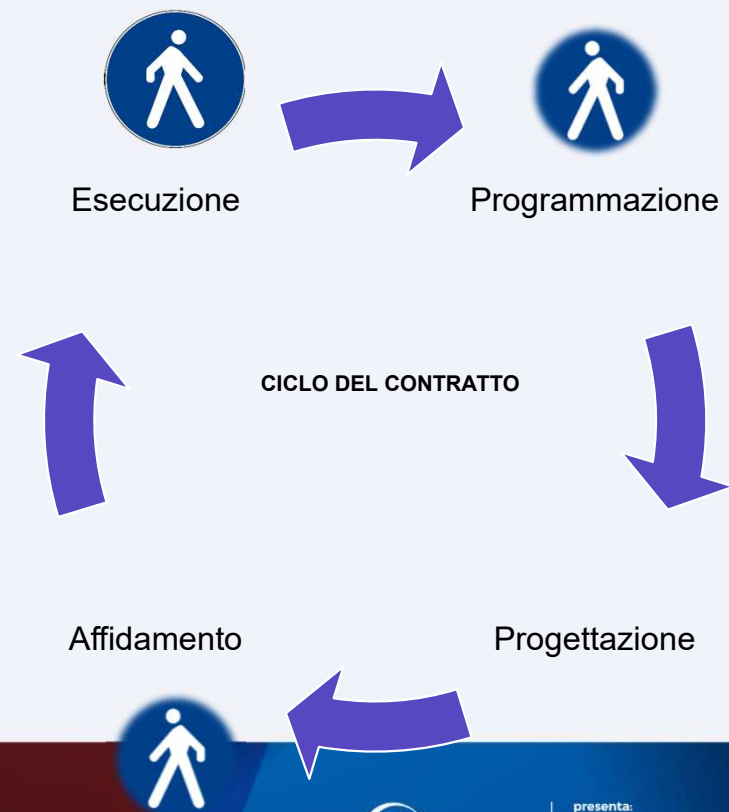 Esecuzione
Programmazione
CICLO DEL CONTRATTO
Affidamento
Progettazione
presenta: